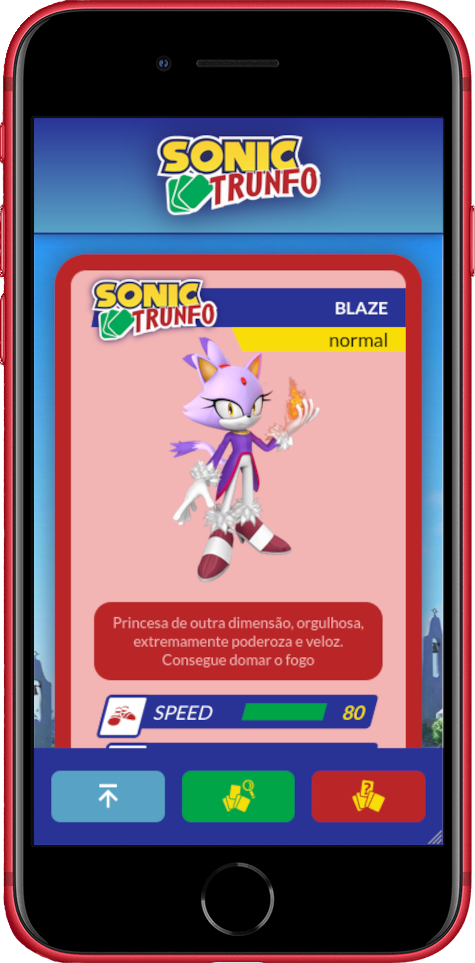 SONIC
TRUNFO
SONIC
TRUNFO
BLAZE
normal
Princesa de outra dimensão, orgulhosa,
extremamente poderoza e veloz.
Consegue domar o fogo
SPEED 80
?